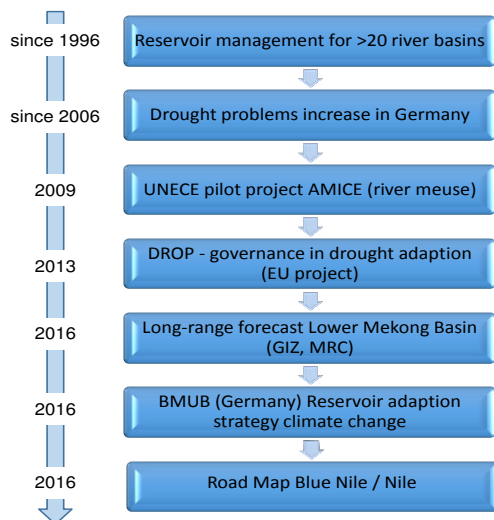 since 1996
Reservoir management for >20 river basins
since 2006
Drought problems increase in Germany
2009
UNECE pilot project AMICE (river meuse)
2013
DROP - governance in drought adaption
(EU project)
2016
Long-range forecast Lower Mekong Basin
(GIZ, MRC)
2016
BMUB (Germany) Reservoir adaption
strategy climate change
2016
Road Map Blue Nile / Nile